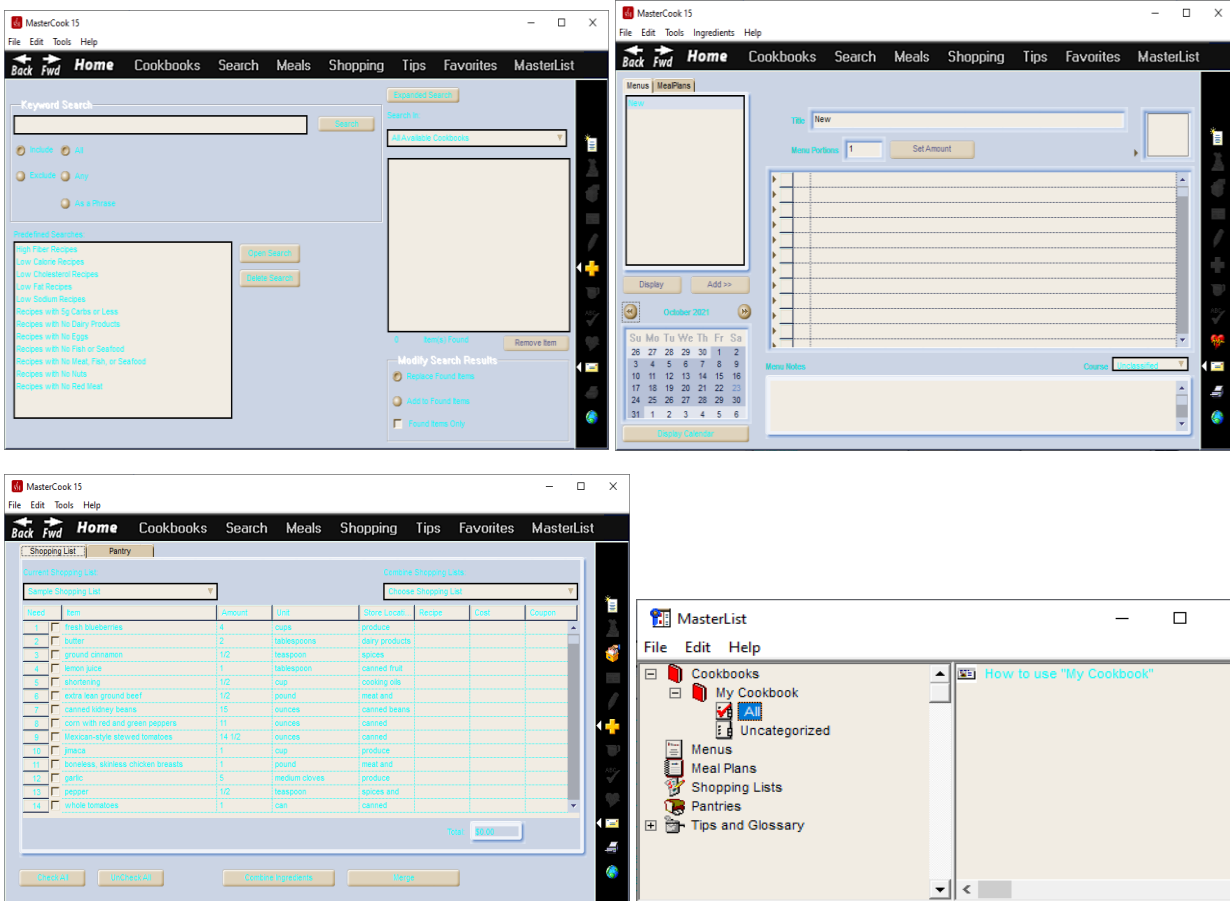 MasterCook 15
File Edit Tools Help
Back Fwd Home Cookbooks Search Meals Shopping Tips Favorites MasterList
Keyword Search
Search
Include All
Exclude Any
As a Phrase
Predefined Searches:
High Fiber Recipes
Low Calorie Recipes
Low Cholesterol Recipes
Low Fat Recipes
Low Sodium Recipes
Recipes with 5g Carbs or Less
Recipes with No Dairy Products
Recipes with No Eggs
Recipes with No Fish or Seafood
Recipes with No Meat, Fish, or Seafood
Recipes with No Nuts
Recipes with No Red Meat
Open Search
Delete Search
Expanded Search
Search In:
All Available Cookbooks
0 Item(s) Found
Remove Item
Modify Search Results
Replace Found Items
Add to Found Items
Found Items Only
MasterCook 15
File Edit Tools Ingredients Help
Back Fwd Home Cookbooks Search Meals Shopping Tips Favorites MasterList
Menus MealPlans
New
Display Add >>
October 2021
Su Mo Tu We Th Fr Sa
26 27 28 29 30 1 2
3 4 5 6 7 8 9
10 11 12 13 14 15 16
17 18 19 20 21 22 23
24 25 26 27 28 29 30
31 1 2 3 4 5 6
Display Calendar
Title New
Menu Portions 1 Set Amount
Menu Notes Course Unclassified
MasterCook 15
File Edit Tools Help
Back Fwd Home Cookbooks Search Meals Shopping Tips Favorites MasterList
Shopping List Pantry
Current Shopping List Combine Shopping Lists
Sample Shopping List Choose Shopping List
Need Item Amount Unit Store Locati.. Recipe Cost Coupon
1 fresh blueberries 4 cups produce
2 butter 2 tablespoons dairy products
3 ground cinnamon 1/2 teaspoon spices
4 lemon juice 1 tablespoon canned fruit
5 shortening 1/2 cup cooking oils
6 extra lean ground beef 1/2 pound meat and
7 canned kidney beans 15 ounces canned beans
8 corn with red and green peppers 11 ounces canned
9 Mexican-style stewed tomatoes 14 1/2 ounces canned
10 jimaca 1 cup produce
11 boneless, skinless chicken breasts 1 pound meat and
12 garlic 5 medium cloves produce
13 pepper 1/2 teaspoon spices and
14 whole tomatoes 1 can canned
Total $0.00
Check All UnCheck All Combine Ingredients Merge
MasterList
File Edit Help
Cookbooks
My Cookbook
All
Uncategorized
Menus
Meal Plans
Shopping Lists
Pantries
Tips and Glossary
How to use "My Cookbook"